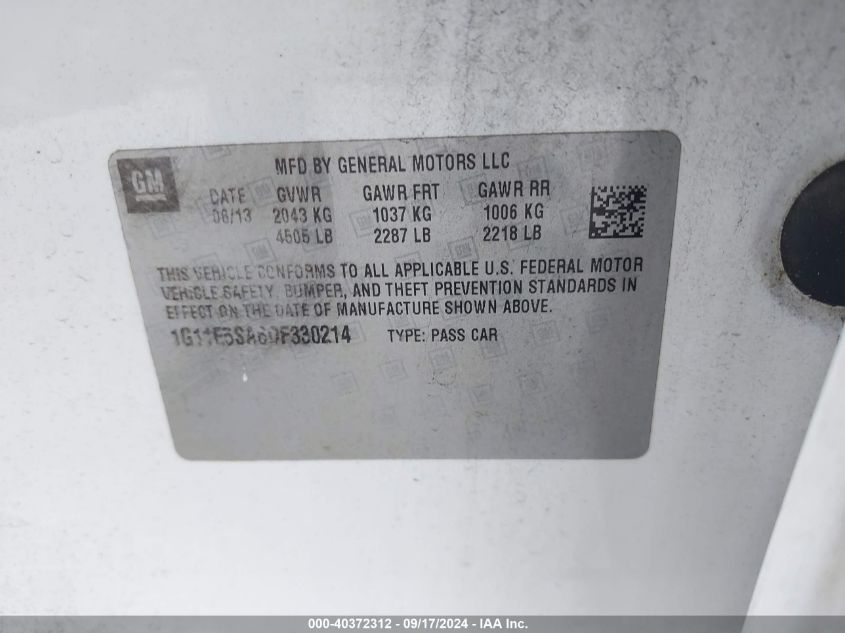 GM
MFD BY GENERAL MOTORS LLC
DATE GVWR GAWR FRT GAWR RR
08/13 2043 KG 1037 KG 1006 KG
4505 LB 2287 LB 2218 LB
THIS VEHICLE CONFORMS TO ALL APPLICABLE U.S. FEDERAL MOTOR
VEHICLE SAFETY, BUMPER, AND THEFT PREVENTION STANDARDS IN
EFFECT ON THE DATE OF MANUFACTURE SHOWN ABOVE.
1G11E5SA6DF330214 TYPE: PASS CAR
000-40372312 - 09/17/2024 - IAA Inc.